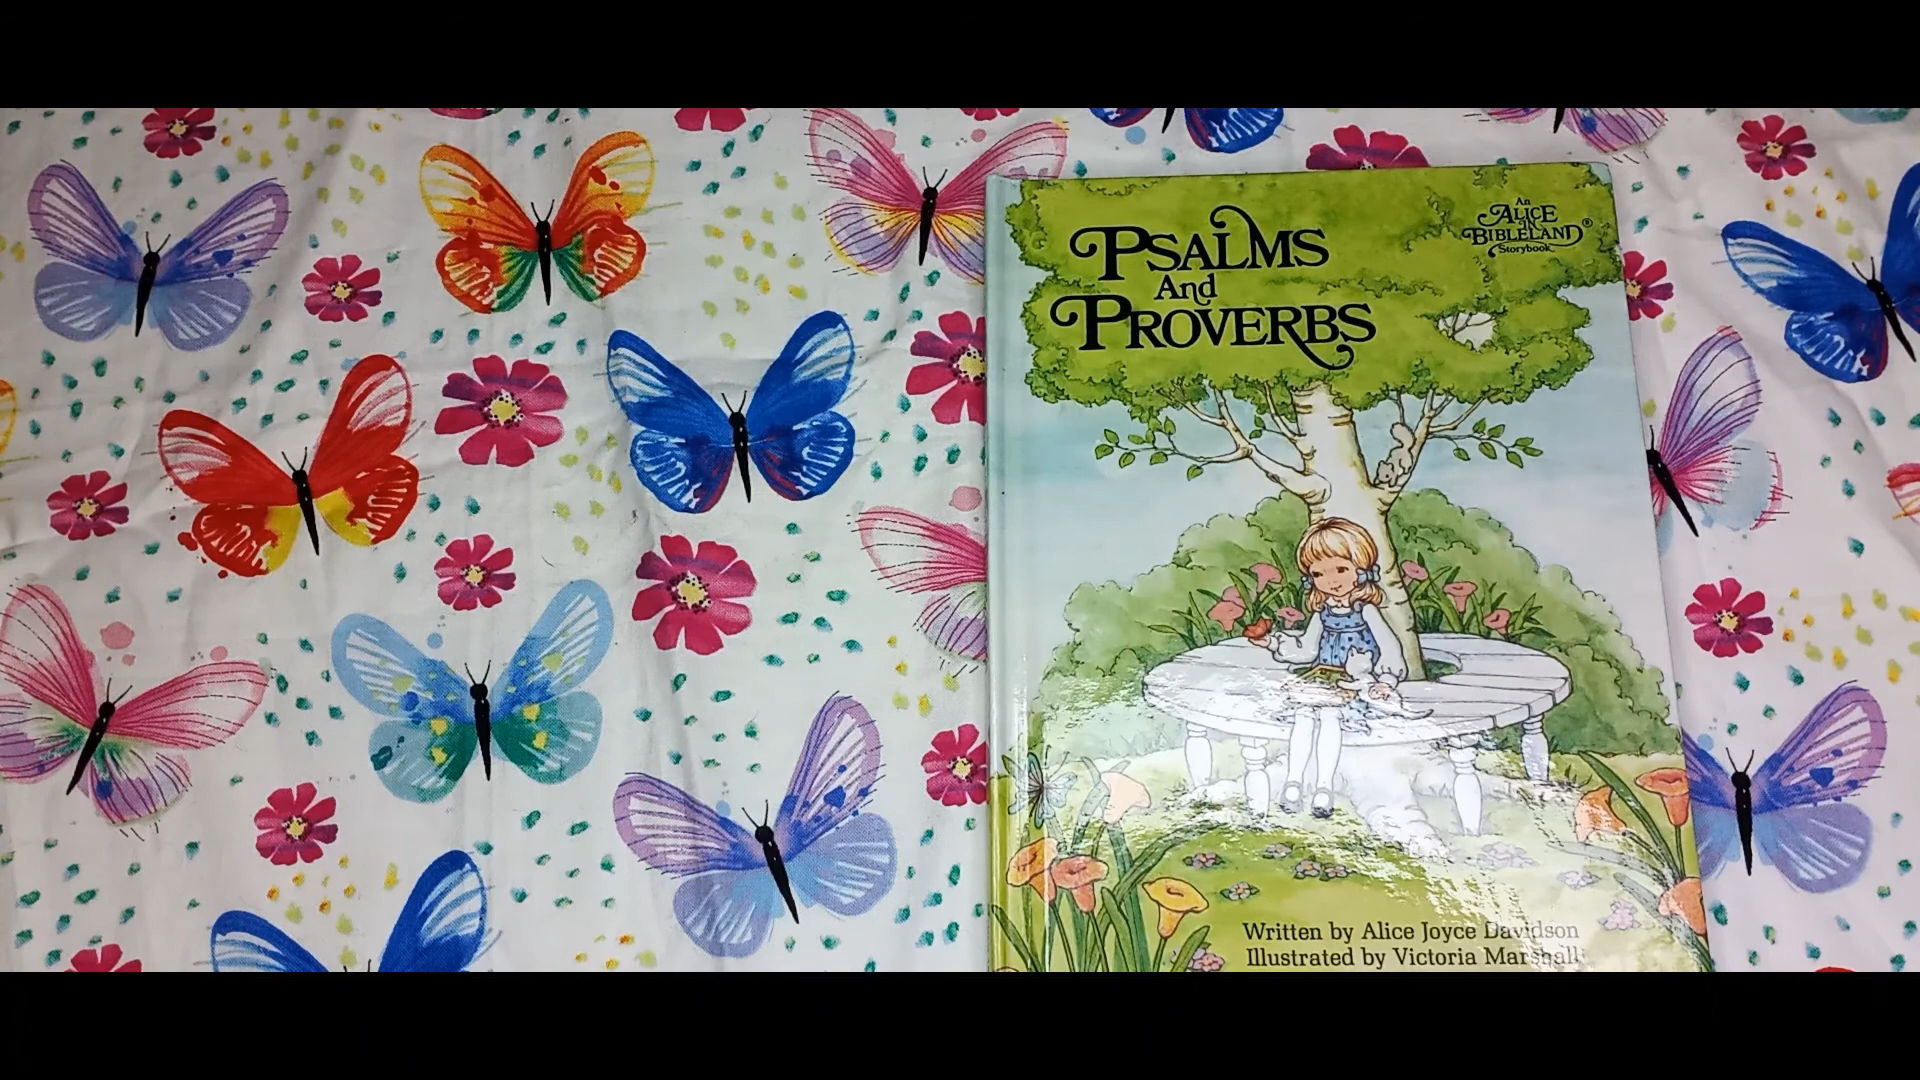 An
ALICE
IN
BIBLELAND®
Storybook
PSALMS
And
PROVERBS
Written by Alice Joyce Davidson
Illustrated by Victoria Marshall